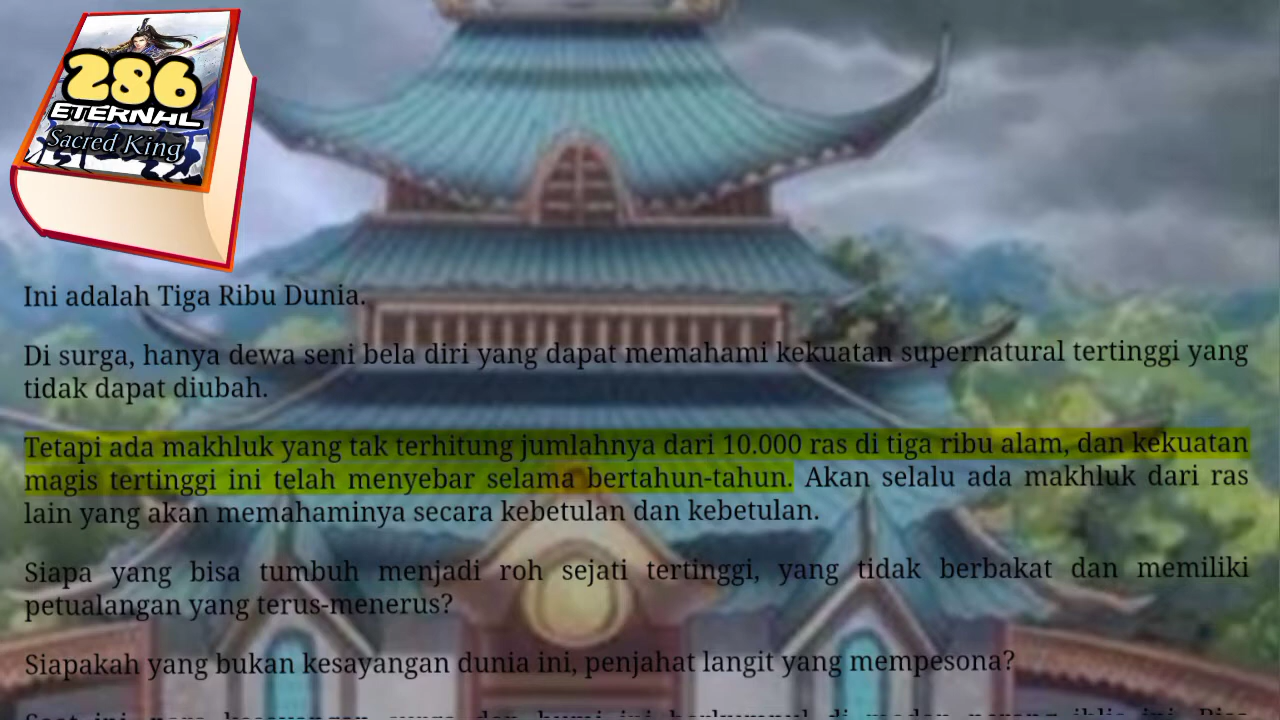 286
ETERNAL
Sacred King
Ini adalah Tiga Ribu Dunia.
Di surga, hanya dewa seni bela diri yang dapat memahami kekuatan supernatural tertinggi yang
tidak dapat diubah.
Tetapi ada makhluk yang tak terhitung jumlahnya dari 10.000 ras di tiga ribu alam, dan kekuatan
magis tertinggi ini telah menyebar selama bertahun-tahun. Akan selalu ada makhluk dari ras
lain yang akan memahaminya secara kebetulan dan kebetulan.
Siapa yang bisa tumbuh menjadi roh sejati tertinggi, yang tidak berbakat dan memiliki
petualangan yang terus-menerus?
Siapakah yang bukan kesayangan dunia ini, penjahat langit yang mempesona?